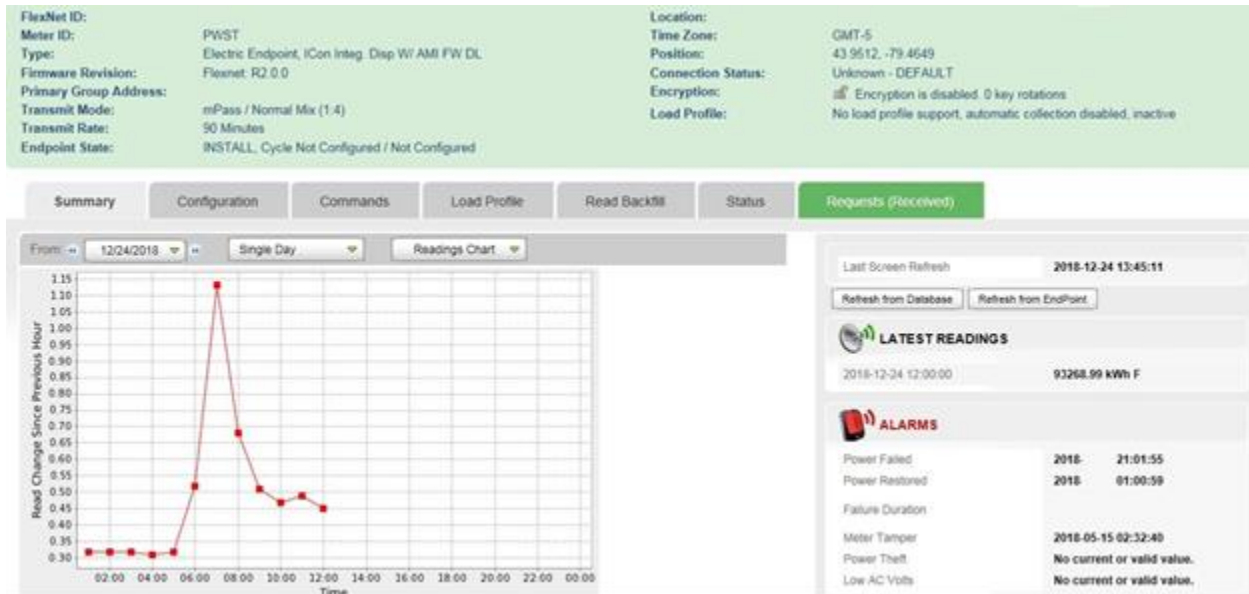 FlexNet ID:
Meter ID: PWST
Type: Electric Endpoint, ICon Integ. Disp W/ AMI FW DL
Firmware Revision: Flexnet: R2.0.0
Primary Group Address:
Transmit Mode: mPass / Normal Mix (1:4)
Transmit Rate: 90 Minutes
Endpoint State: INSTALL, Cycle Not Configured / Not Configured
Location:
Time Zone: GMT-5
Position: 43.9512, -79.4649
Connection Status: Unknown - DEFAULT
Encryption: Encryption is disabled. 0 key rotations
Load Profile: No load profile support, automatic collection disabled, inactive
Summary Configuration Commands Load Profile Read Backfill Status Requests (Received)
From: 12/24/2018 Single Day Readings Chart
Read Change Since Previous Hour
1.15
1.10
1.05
1.00
0.95
0.90
0.85
0.80
0.75
0.70
0.65
0.60
0.55
0.50
0.45
0.40
0.35
0.30
02:00 04:00 06:00 08:00 10:00 12:00 14:00 16:00 18:00 20:00 22:00 00:00
Time
Last Screen Refresh 2018-12-24 13:45:11
Refresh from Database Refresh from EndPoint
LATEST READINGS
2018-12-24 12:00:00 93268.99 kWh F
ALARMS
Power Failed 2018- 21:01:55
Power Restored 2018 01:00:59
Failure Duration
Meter Tamper 2018-05-15 02:32:40
Power Theft No current or valid value.
Low AC Volts No current or valid value.